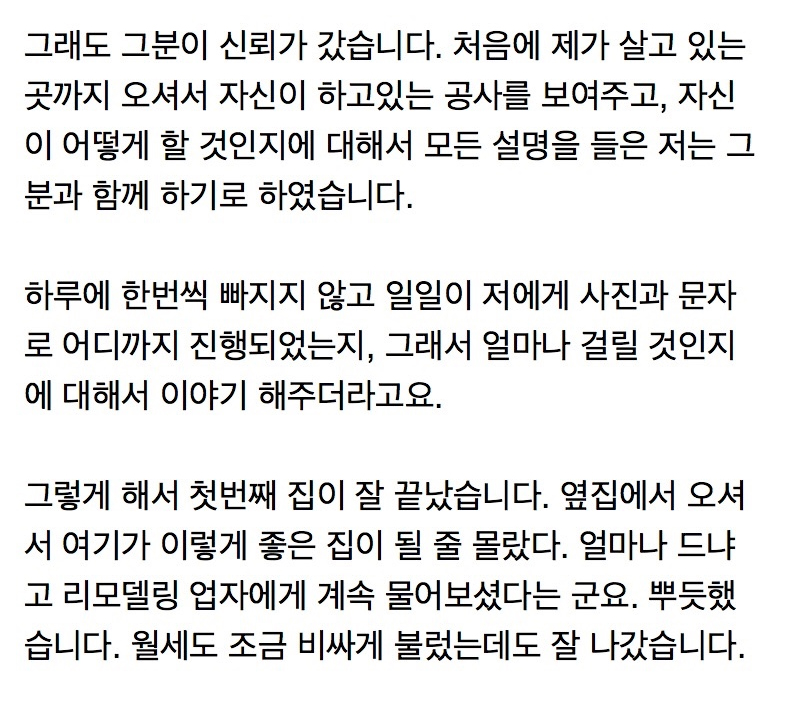 그래도 그분이 신뢰가 갔습니다. 처음에 제가 살고 있는
곳까지 오셔서 자신이 하고있는 공사를 보여주고, 자신
이 어떻게 할 것인지에 대해서 모든 설명을 들은 저는 그
분과 함께 하기로 하였습니다.
하루에 한번씩 빠지지 않고 일일이 저에게 사진과 문자
로 어디까지 진행되었는지, 그래서 얼마나 걸릴 것인지
에 대해서 이야기 해주더라고요.
그렇게 해서 첫번째 집이 잘 끝났습니다. 옆집에서 오셔
서 여기가 이렇게 좋은 집이 될 줄 몰랐다. 얼마나 드냐
고 리모델링 업자에게 계속 물어보셨다는 군요. 뿌듯했
습니다. 월세도 조금 비싸게 불렀는데도 잘 나갔습니다.